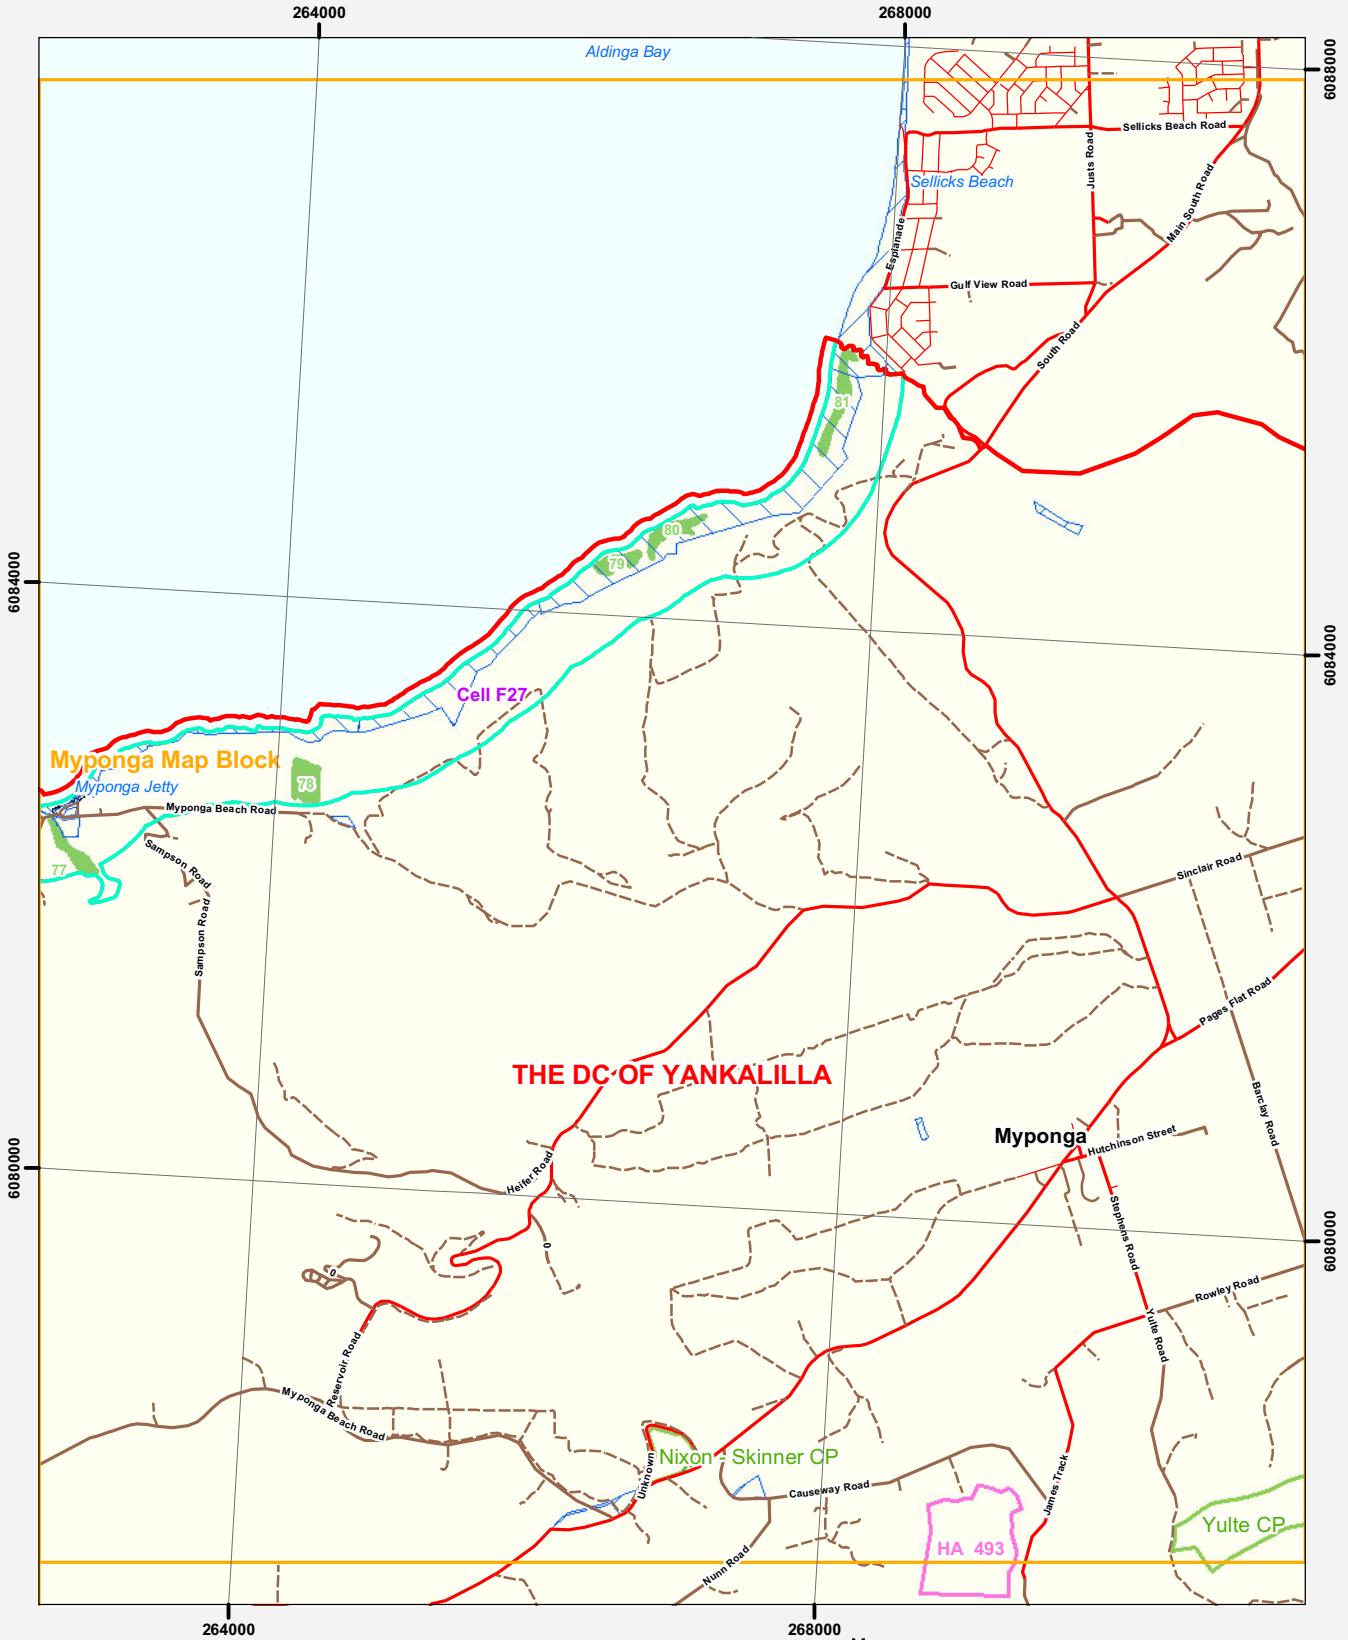 264000
268000
Aldinga Bay
6088000
Sellicks Beach Road
Justs Road
Sellicks Beach
Main South Road
Esplanade
Gulf View Road
South Road
81
80
79
6084000
6084000
Cell F27
Myponga Map Block
78
Myponga Jetty
Myponga Beach Road
77
Sampson Road
Sinclair Road
Sampson Road
Pages Flat Road
THE DC OF YANKALILLA
Barclay Road
Myponga
Hutchinson Street
6080000
Heifer Road
Stephens Road
6080000
0
0
Rowley Road
Yulte Road
Reservoir Road
Myponga Beach Road
Nixon - Skinner CP
Unknown
Causeway Road
James Track
Yulte CP
HA 493
Nunn Road
264000
268000